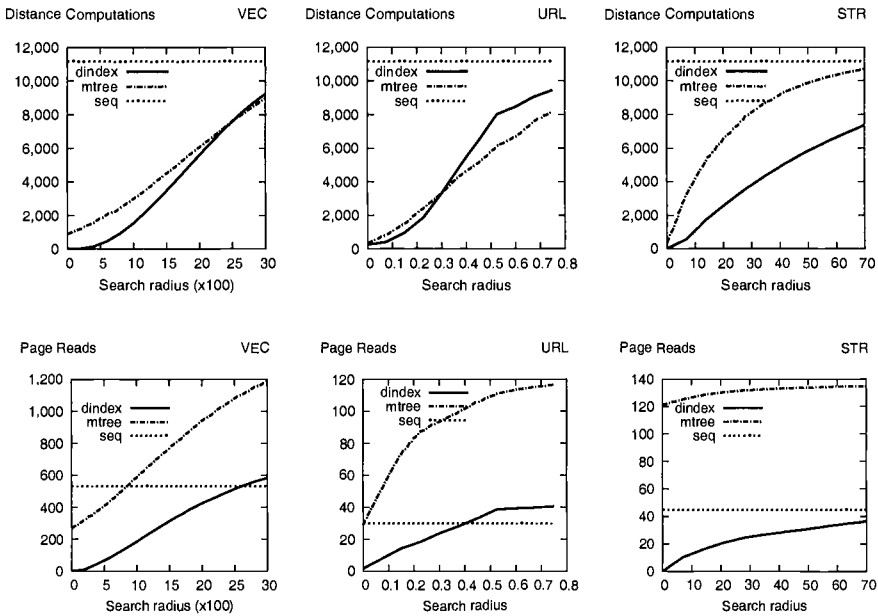 Distance Computations VEC
12,000
10,000
8,000
6,000
4,000
2,000
0
dindex
mtree
seq
0 5 10 15 20 25 30
Search radius (x100)
Distance Computations URL
12,000
10,000
8,000
6,000
4,000
2,000
0
dindex
mtree
seq
0 0.1 0.2 0.3 0.4 0.5 0.6 0.7 0.8
Search radius
Distance Computations STR
12,000
10,000
8,000
6,000
4,000
2,000
0
dindex
mtree
seq
0 10 20 30 40 50 60 70
Search radius
Page Reads VEC
1.200
1.000
800
600
400
200
0
dindex
mtree
seq
0 5 10 15 20 25 30
Search radius (x100)
Page Reads URL
120
100
80
60
40
20
0
dindex
mtree
seq
0 0.1 0.2 0.3 0.4 0.5 0.6 0.7 0.8
Search radius
Page Reads STR
140
120
100
80
60
40
20
0
dindex
mtree
seq
0 10 20 30 40 50 60 70
Search radius